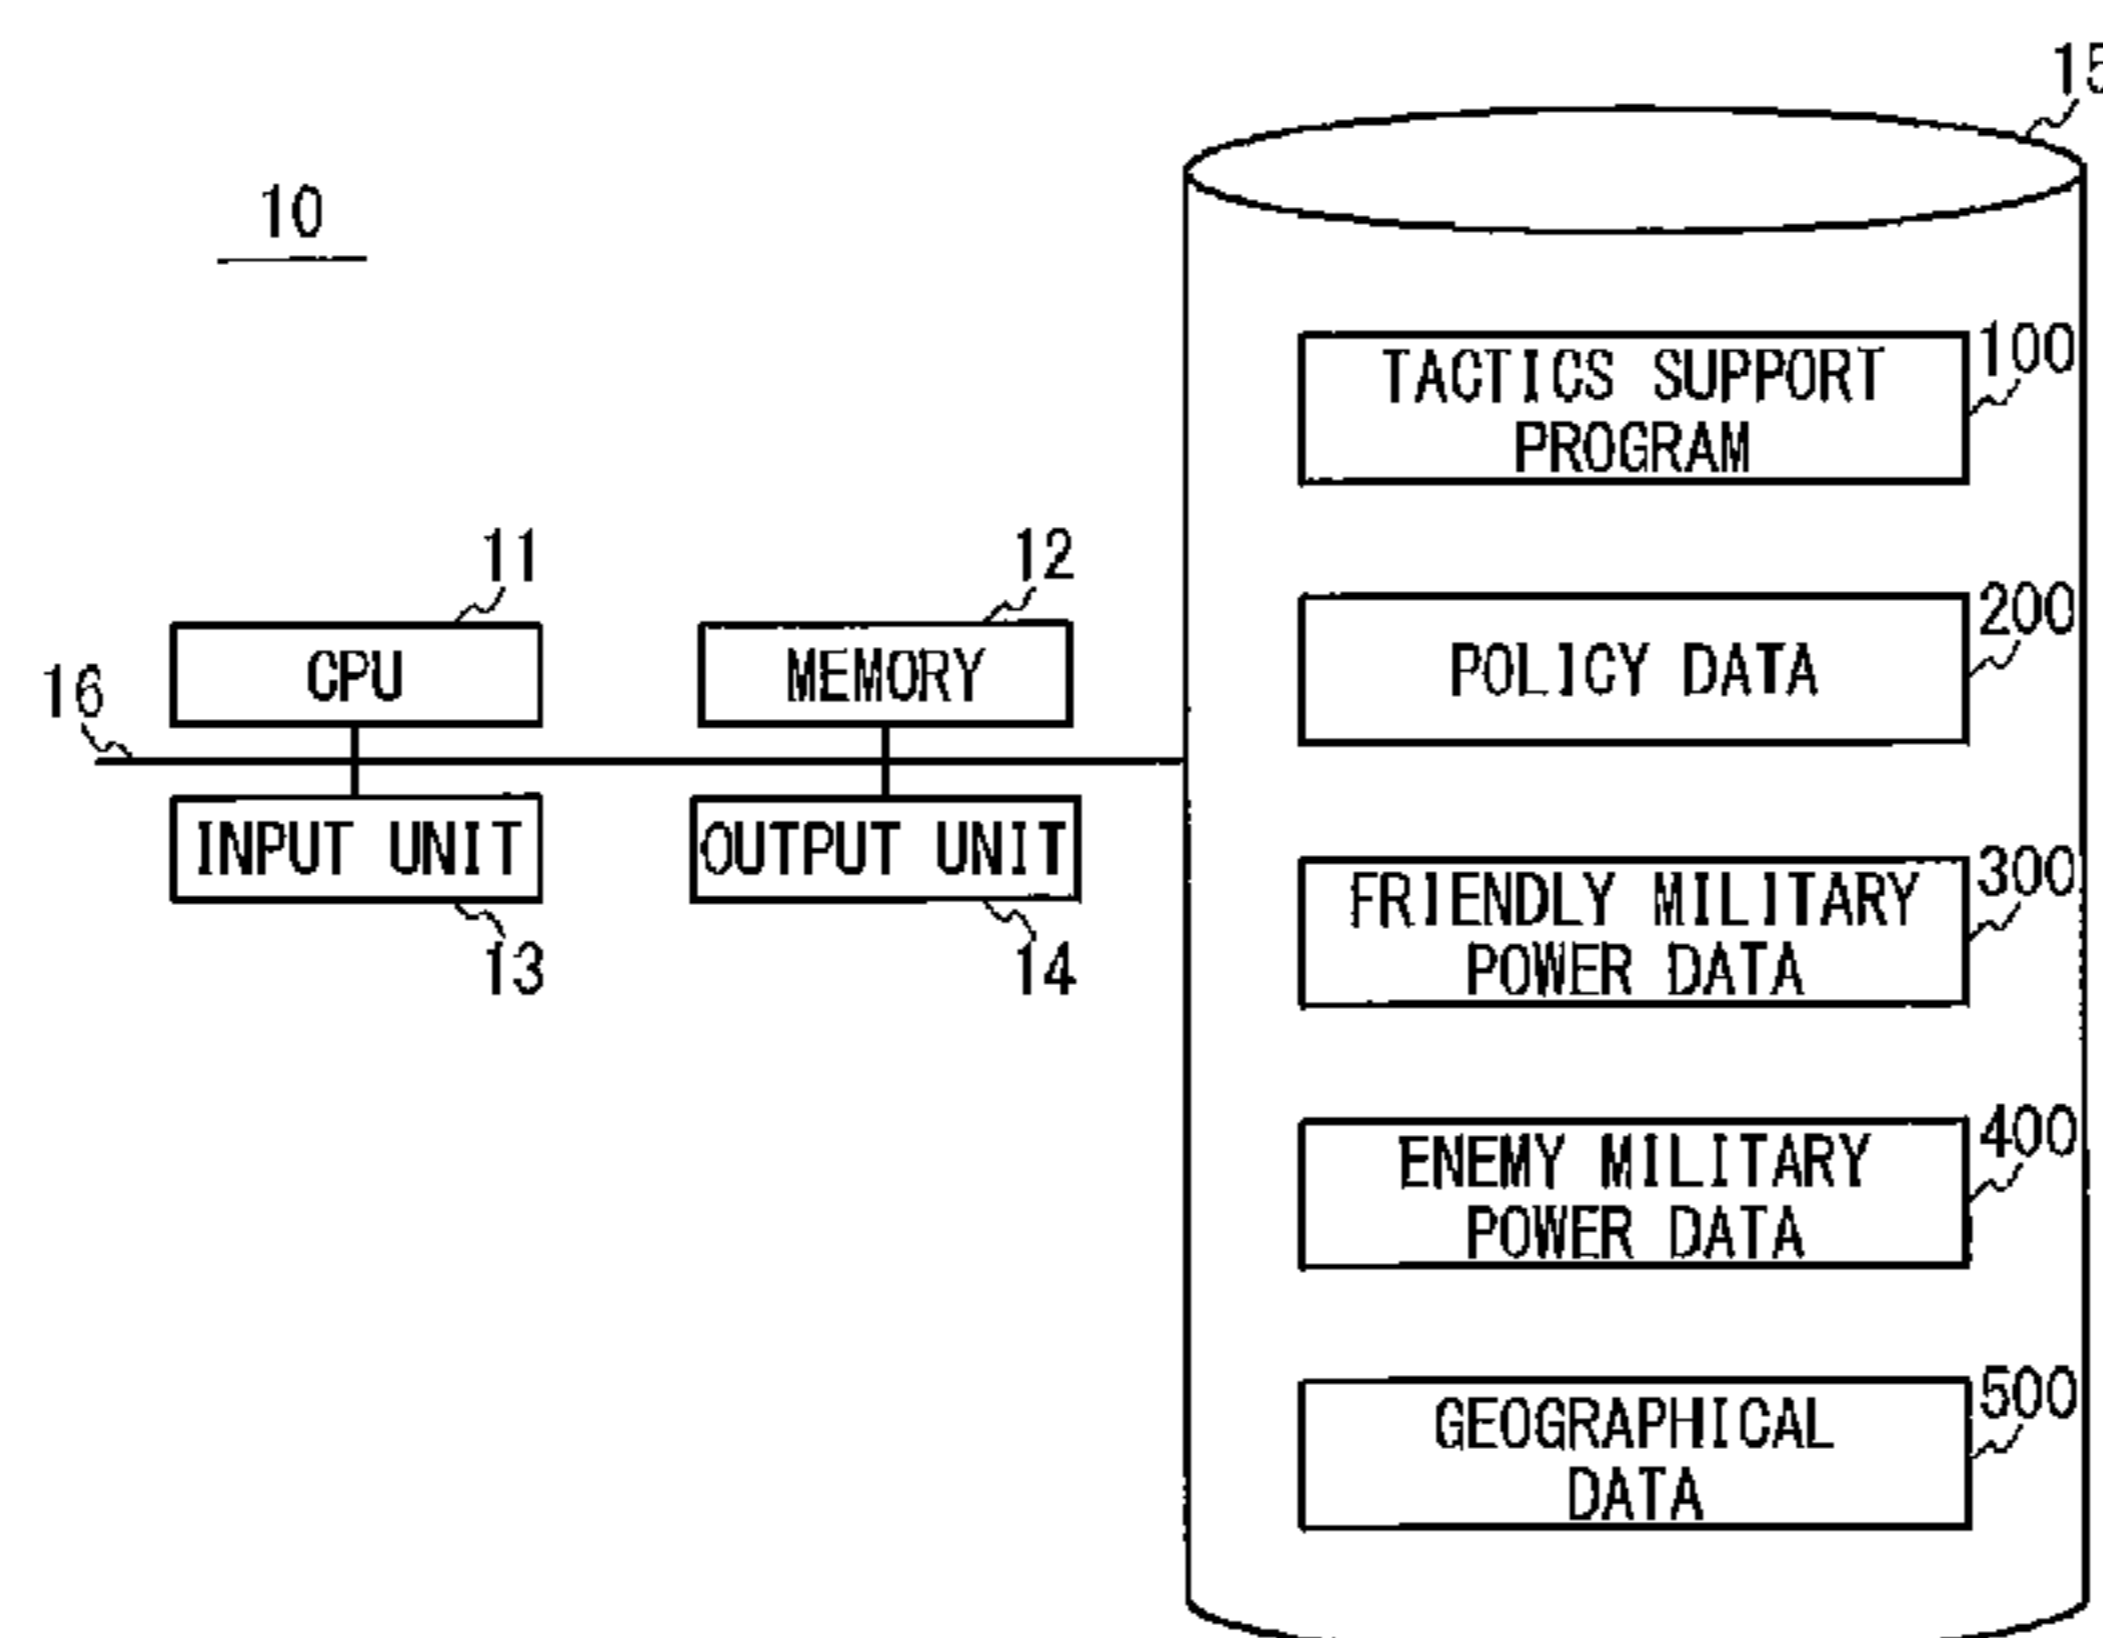 15
10
TACTICS SUPPORT
PROGRAM
100
11
12
CPU
MEMORY
16
INPUT UNIT
OUTPUT UNIT
13
14
POLICY DATA
200
FRIENDLY MILITARY
POWER DATA
300
ENEMY MILITARY
POWER DATA
400
GEOGRAPHICAL
DATA
500